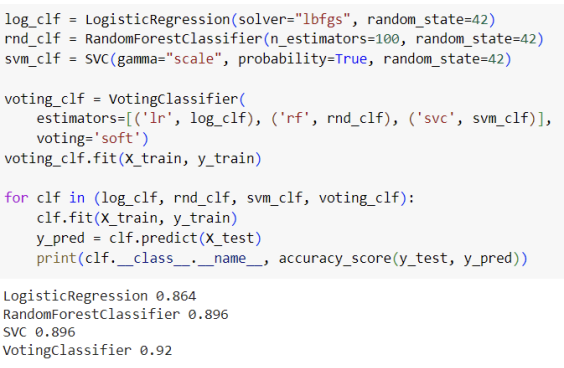 log_clf = LogisticRegression(solver="lbfgs", random_state=42)
rnd_clf = RandomForestClassifier(n_estimators=100, random_state=42)
svm_clf = SVC(gamma="scale", probability=True, random_state=42)

voting_clf = VotingClassifier(
    estimators=[('lr', log_clf), ('rf', rnd_clf), ('svc', svm_clf)],
    voting='soft')
voting_clf.fit(X_train, y_train)

for clf in (log_clf, rnd_clf, svm_clf, voting_clf):
    clf.fit(X_train, y_train)
    y_pred = clf.predict(X_test)
    print(clf.__class__.__name__, accuracy_score(y_test, y_pred))

LogisticRegression 0.864
RandomForestClassifier 0.896
SVC 0.896
VotingClassifier 0.92